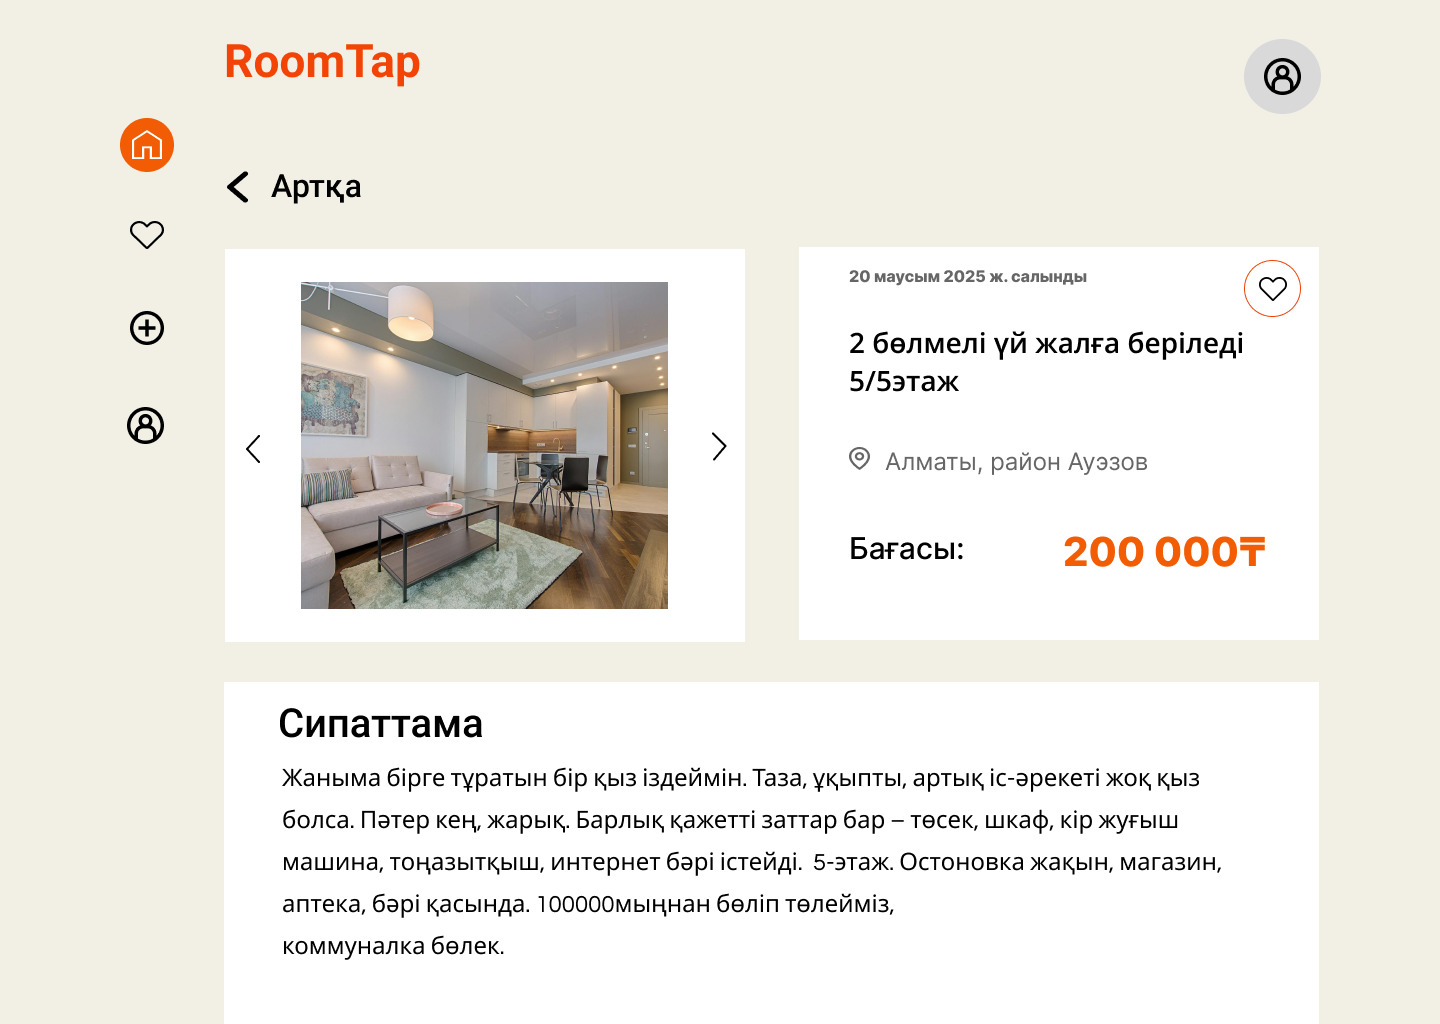 RoomTap
Артқа
20 маусым 2025 ж. салынды
2 бөлмелі үй жалға беріледі
5/5этаж
Алматы, район Ауэзов
Бағасы: 200 000₸
Сипаттама
Жаныма бірге тұратын бір қыз іздеймін. Таза, ұқыпты, артық іс-әрекеті жоқ қыз
болса. Пәтер кең, жарық. Барлық қажетті заттар бар – төсек, шкаф, кір жуғыш
машина, тоңазытқыш, интернет бәрі істейді.  5-этаж. Остоновка жақын, магазин,
аптека, бәрі қасында. 100000мыңнан бөліп төлейміз,
коммуналка бөлек.